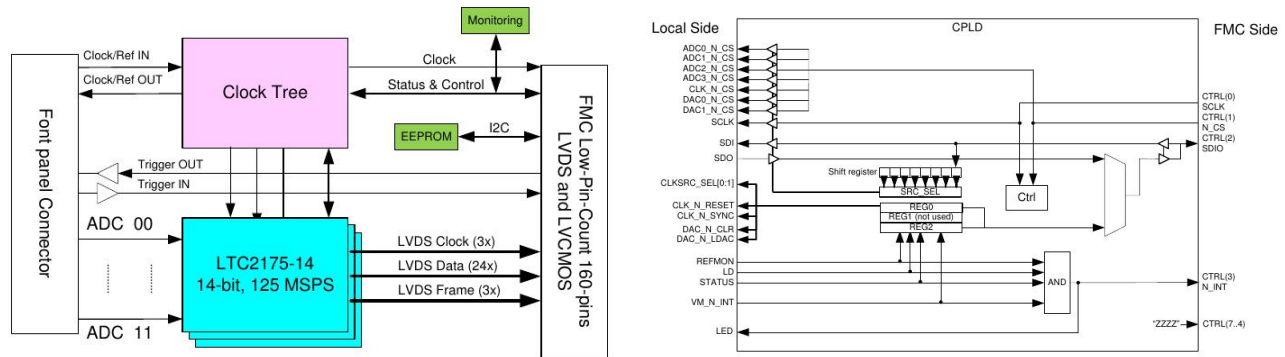 Monitoring
Clock/Ref IN
Clock/Ref OUT
Clock Tree
Clock
Status & Control
EEPROM
I2C
Trigger OUT
Trigger IN
Font panel Connector
ADC 00
ADC 11
LTC2175-14
14-bit, 125 MSPS
LVDS Clock (3x)
LVDS Data (24x)
LVDS Frame (3x)
FMC Low-Pin-Count 160-pins
LVDS and LVCMOS
Local Side
CPLD
FMC Side
ADC0_N_CS
ADC1_N_CS
ADC2_N_CS
ADC3_N_CS
CLK_N_CS
DAC0_N_CS
DAC1_N_CS
SCLK
SDI
SDO
CTRL(0)
SCLK
CTRL(1)
N_CS
CTRL(2)
SDIO
Shift register
SRC_SEL
CLKSRC_SEL[0:1]
CLK_N_RESET
CLK_N_SYNC
DAC_N_CLR
DAC_N_LDAC
REG0
REG1 (not used)
REG2
Ctrl
REFMON
LD
STATUS
VM_N_INT
LED
AND
CTRL(3)
N_INT
"ZZZZ"
CTRL(7..4)